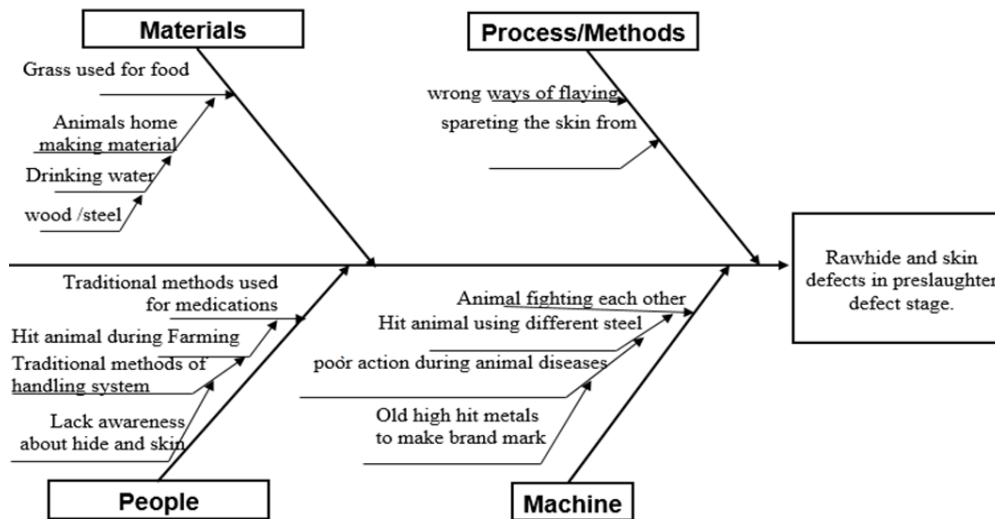 Materials
Process/Methods
Grass used for food
Animals home
making material
Drinking water
wood /steel
wrong ways of flaying
spareting the skin from
Rawhide and skin
defects in preslaughter
defect stage.
Traditional methods used
for medications
Hit animal during Farming
Traditional methods of
handling system
Lack awareness
about hide and skin
Animal fighting each other
Hit animal using different steel
poor action during animal diseases
Old high hit metals
to make brand mark
People
Machine